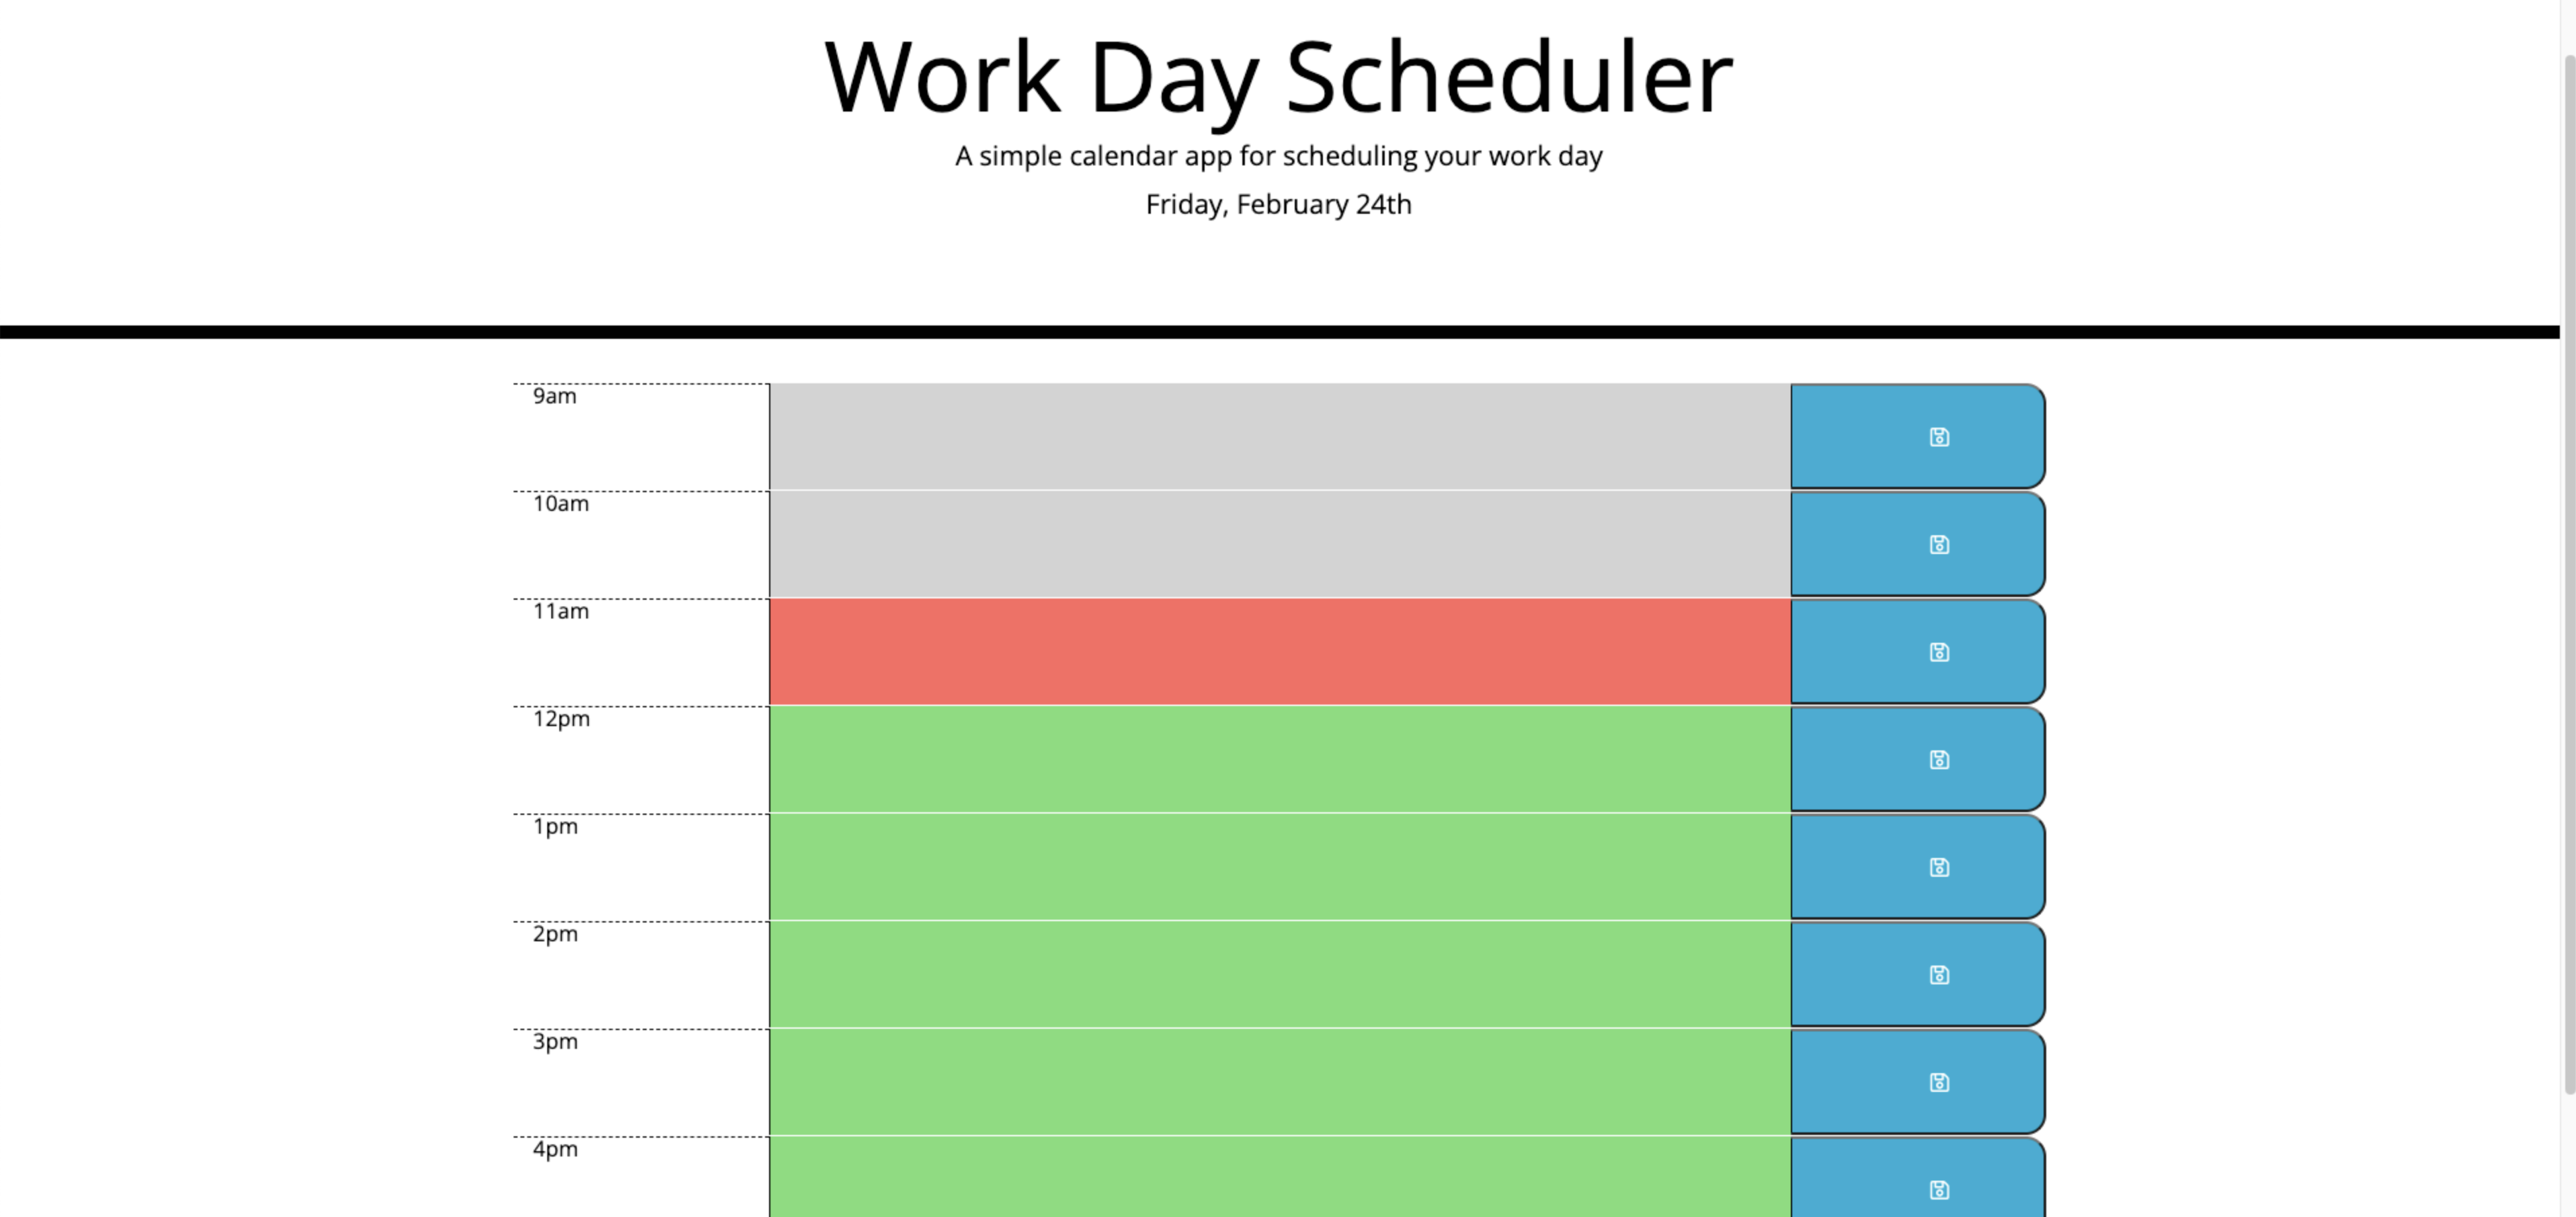 Work Day Scheduler
A simple calendar app for scheduling your work day
Friday, February 24th
9am
10am
11am
12pm
1pm
2pm
3pm
4pm